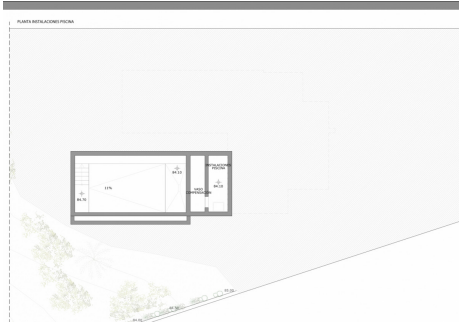 PLANTA INSTALACIONES PISCINA
INSTALACIONES
PISCINA
84.10
84.20
11%
VASO
COMPENSACIÓN
84.70